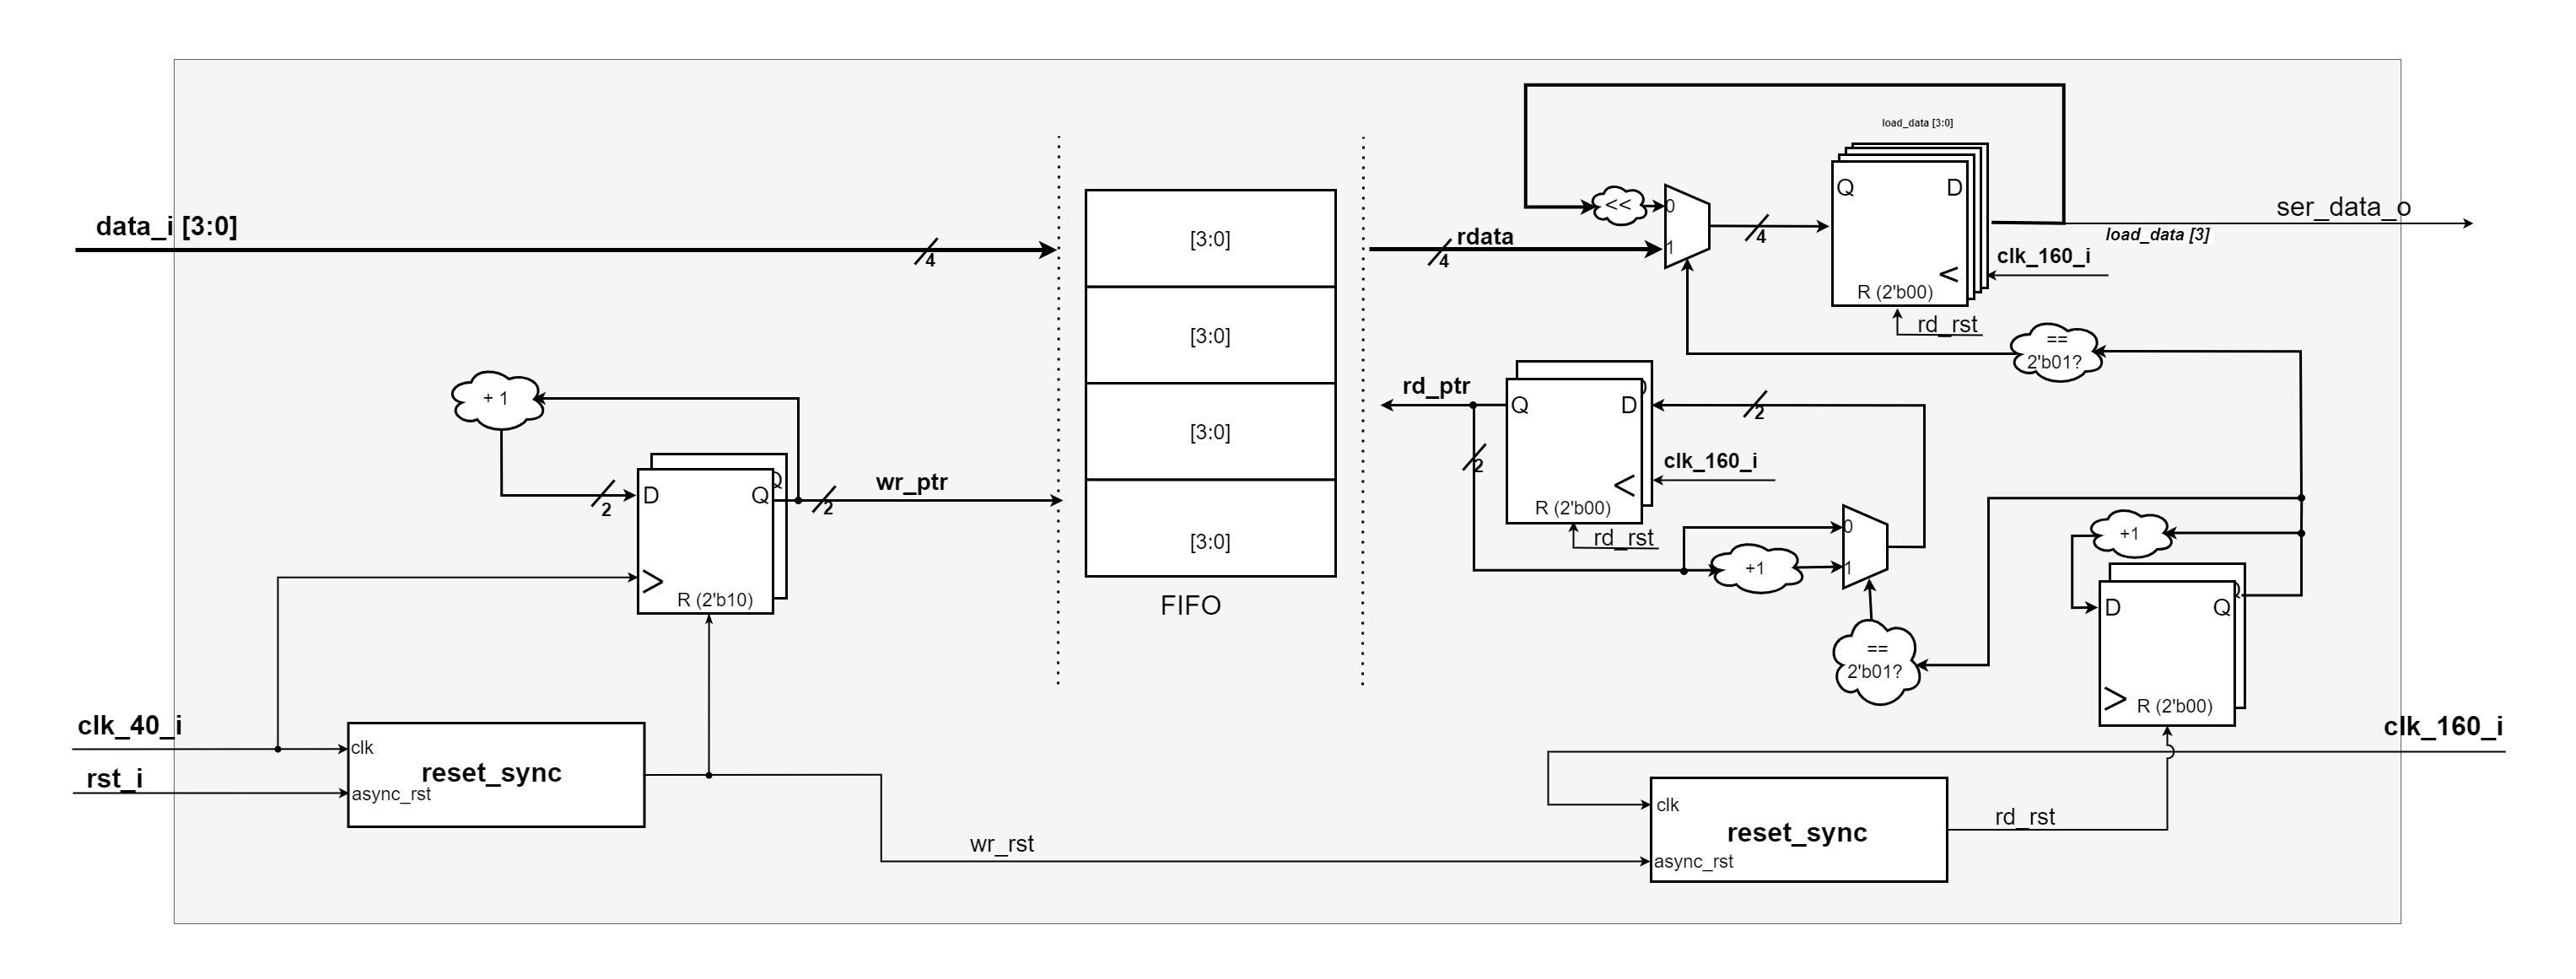 load_data [3:0]
<<
0
1
4
Q
D
<
R (2'b00)
rd_rst
clk_160_i
ser_data_o
load_data [3]
data_i [3:0]
4
[3:0]
[3:0]
[3:0]
[3:0]
FIFO
rdata
4
==
2'b01?
rd_ptr
2
Q
D
<
R (2'b00)
rd_rst
clk_160_i
2
+1
0
1
==
2'b01?
+1
D
Q
Q
>
R (2'b00)
+ 1
2
D
Q
Q
>
R (2'b10)
2
wr_ptr
clk_40_i
rst_i
clk
async_rst
reset_sync
wr_rst
clk_160_i
clk
async_rst
reset_sync
rd_rst